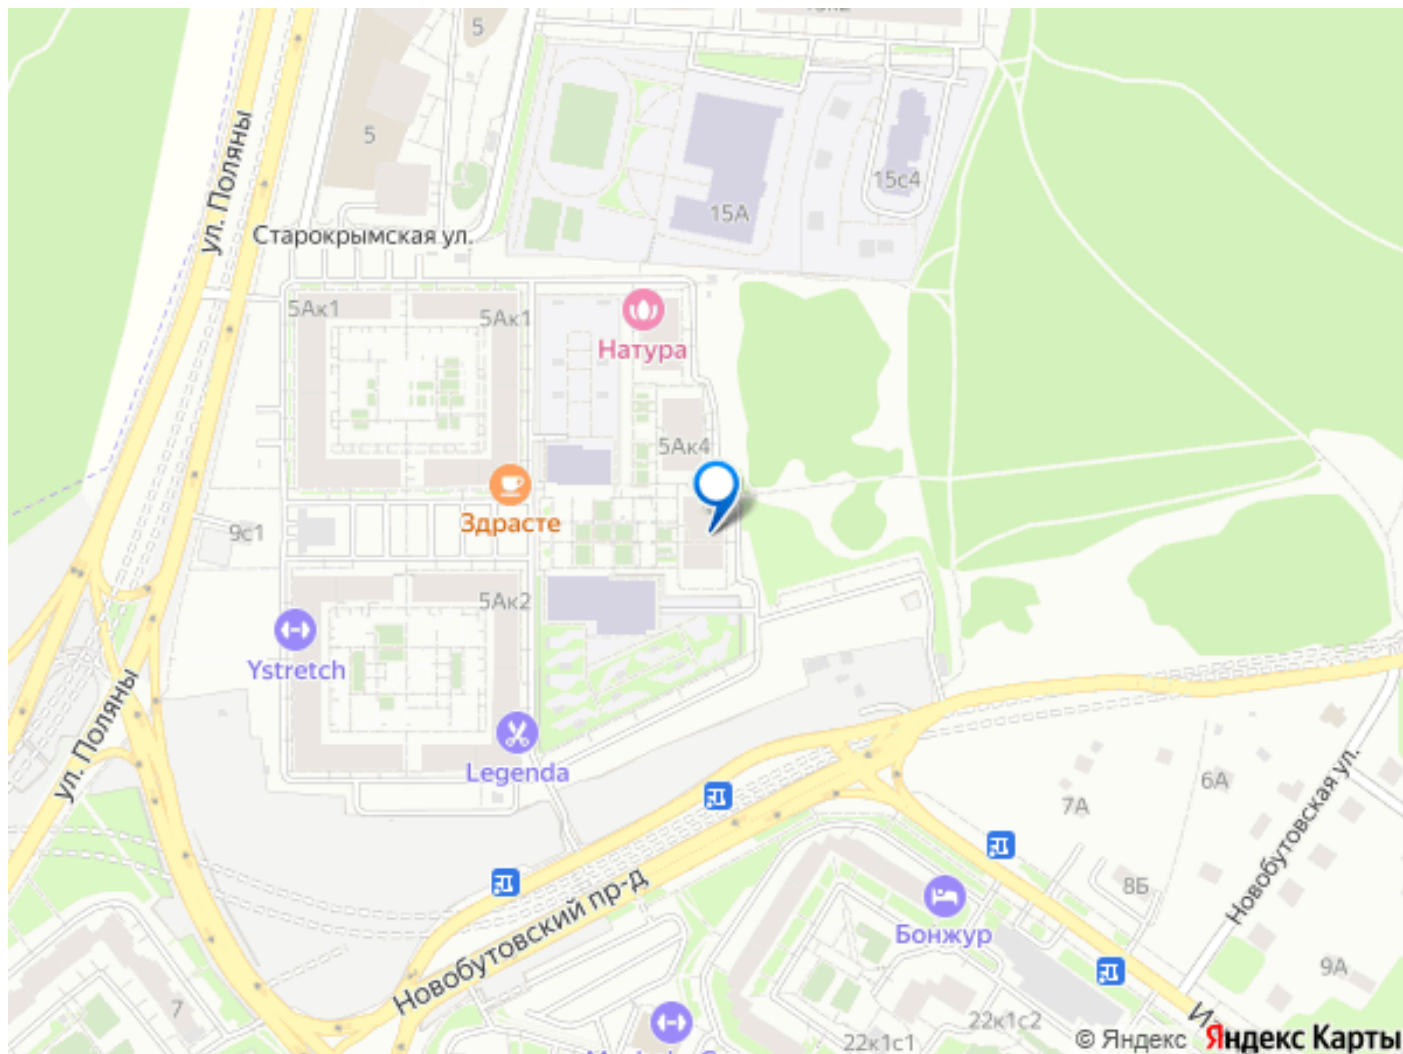 5
5
ул. Поляны
15А
15с4
Старокрымская ул.
5Ак1
5Ак1
Натура
5Ак4
Здрасте
9с1
5Ак2
Ystretch
ул. Поляны
Legenda
6А
7А
Новобутовская ул.
8Б
Новобутовский пр-д
Бонжур
9А
7
22к1с2
22к1с1
© Яндекс Яндекс Карты